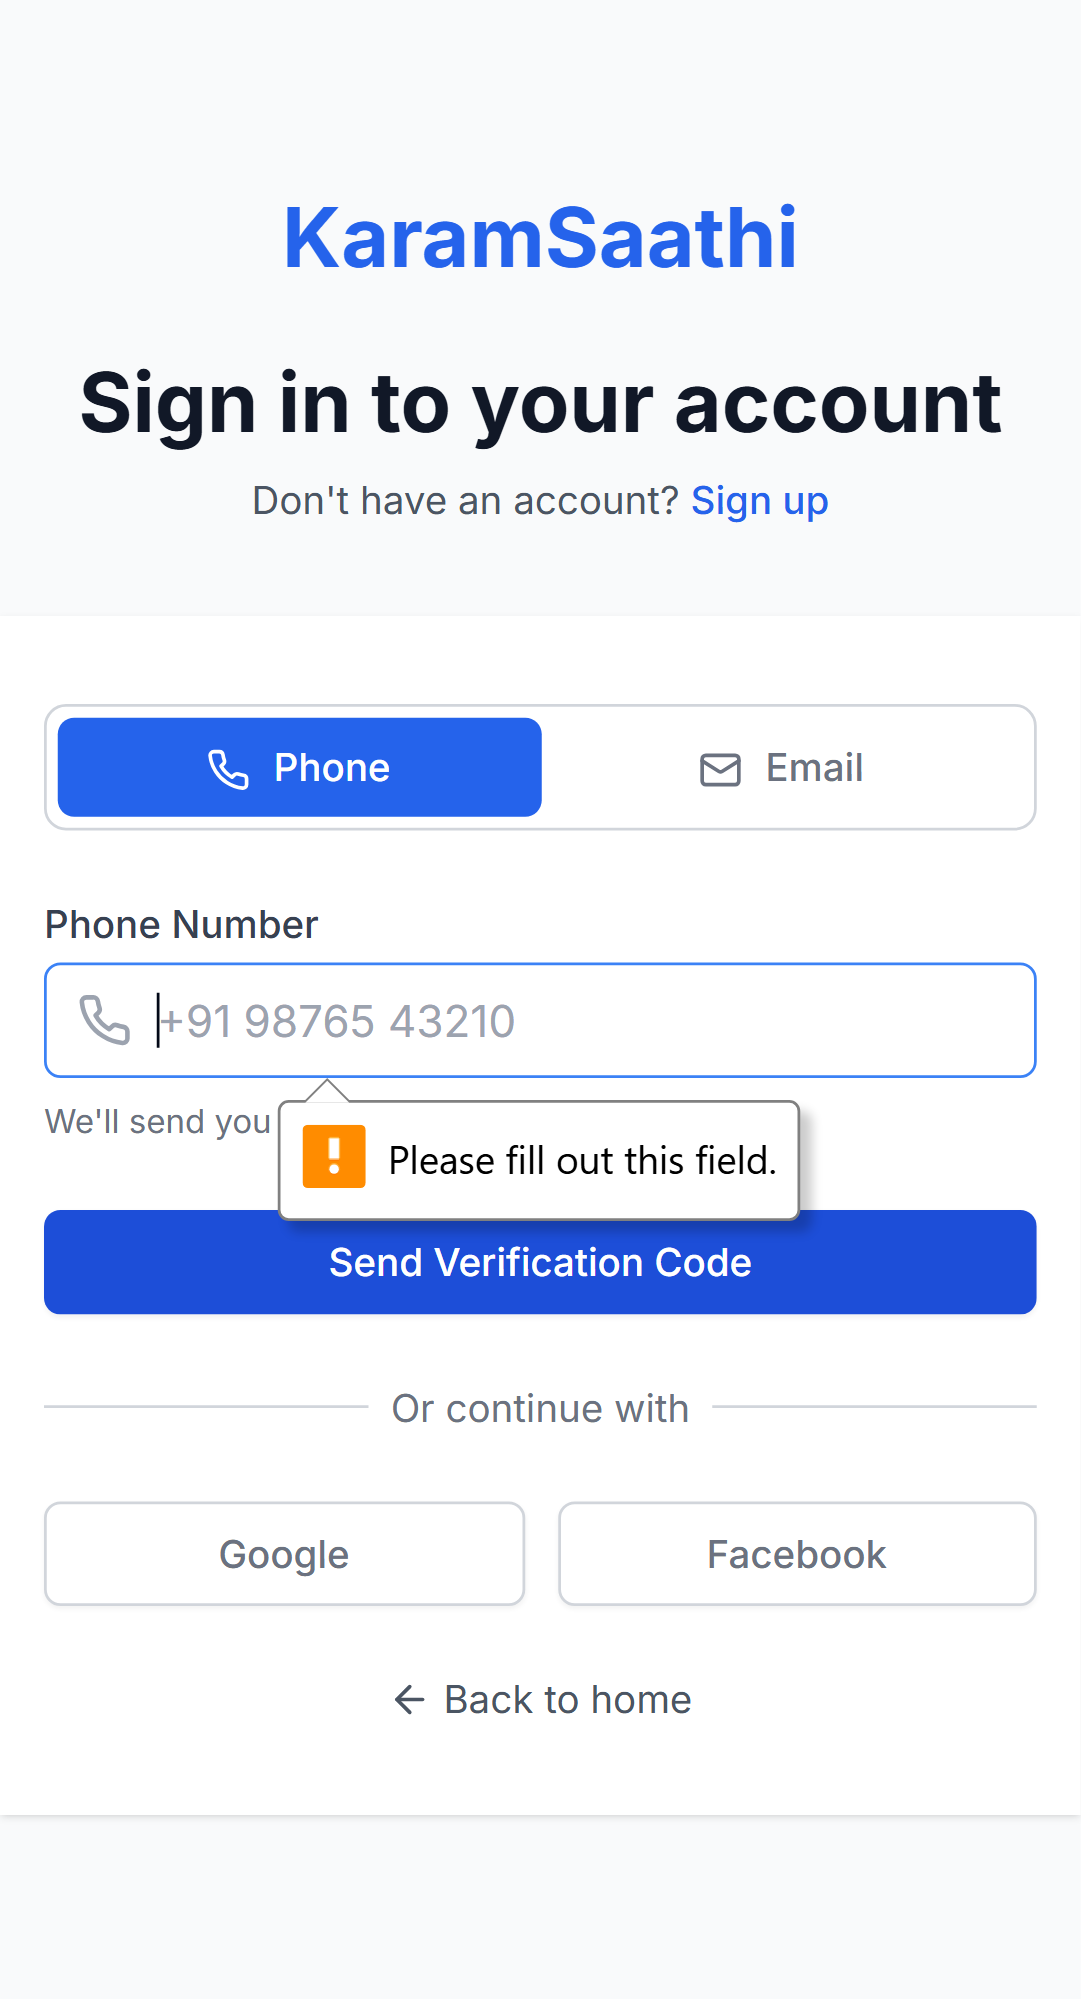 KaramSaathi
Sign in to your account
Don't have an account? Sign up
Phone
Email
Phone Number
+91 98765 43210
We'll send you
Please fill out this field.
Send Verification Code
Or continue with
Google
Facebook
Back to home